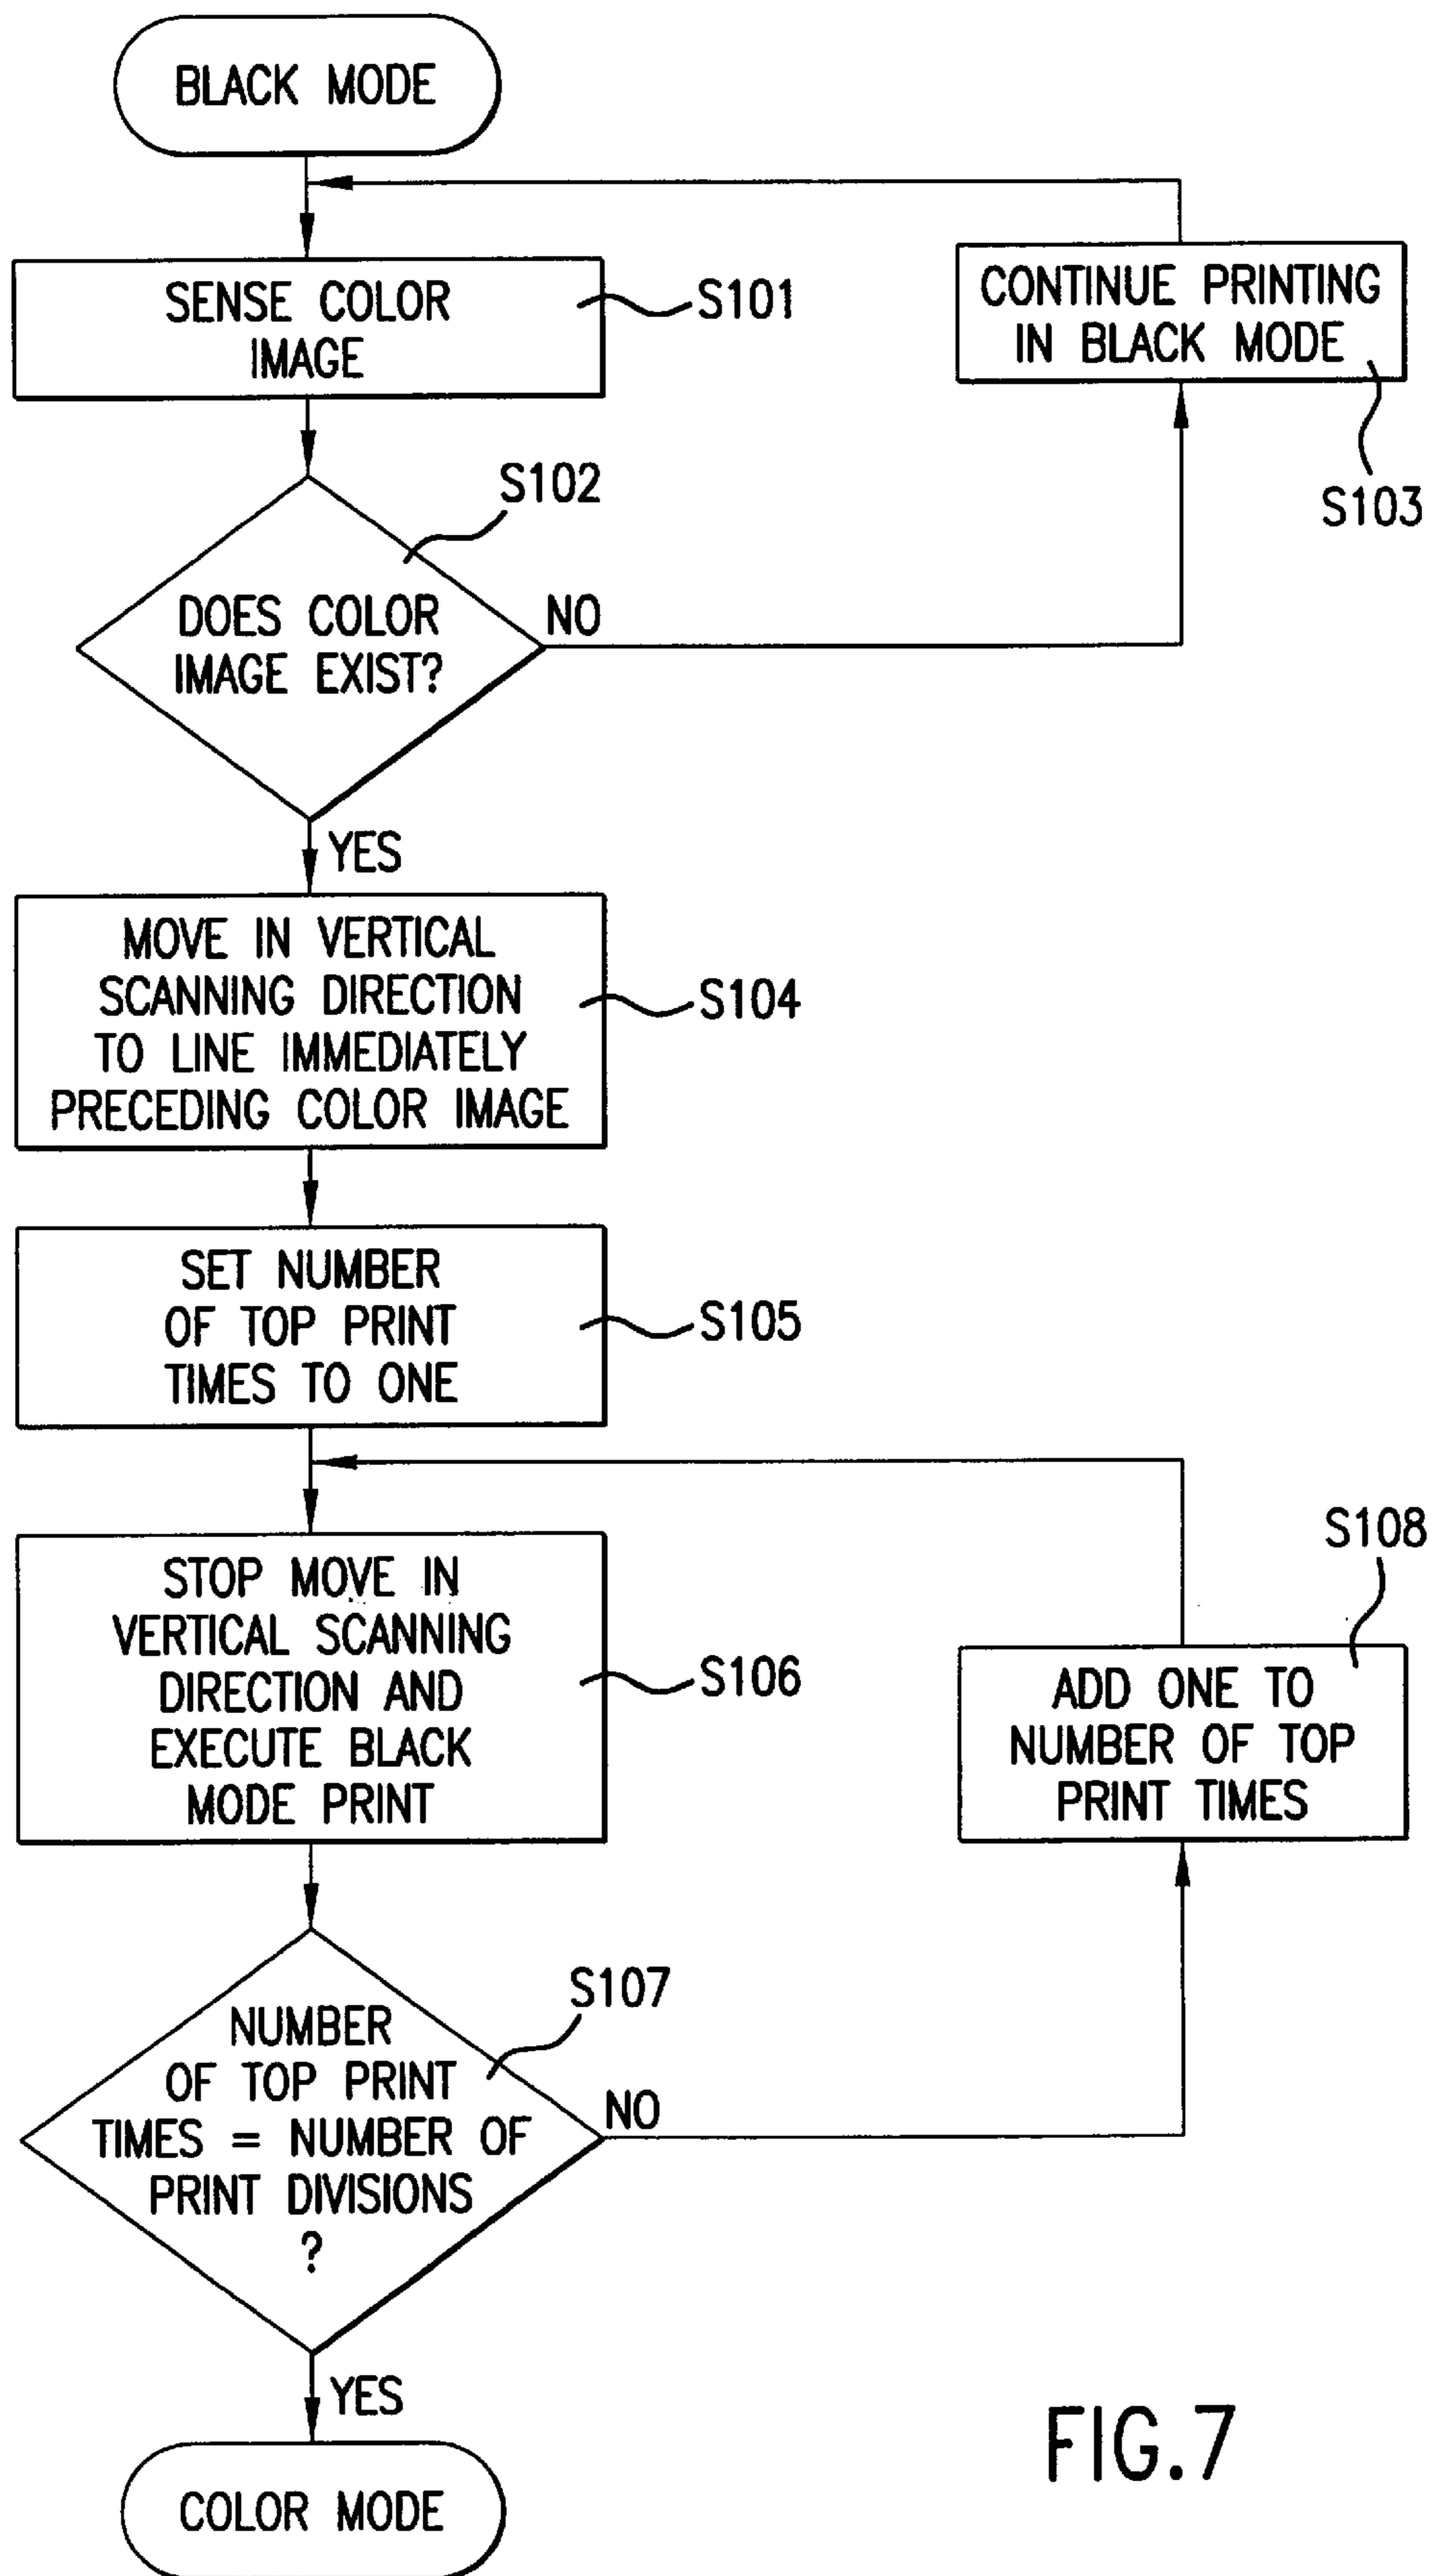 BLACK MODE
SENSE COLOR
IMAGE
S101
CONTINUE PRINTING
IN BLACK MODE
S103
S102
DOES COLOR
IMAGE EXIST?
NO
YES
MOVE IN VERTICAL
SCANNING DIRECTION
TO LINE IMMEDIATELY
PRECEDING COLOR IMAGE
S104
SET NUMBER
OF TOP PRINT
TIMES TO ONE
S105
STOP MOVE IN
VERTICAL SCANNING
DIRECTION AND
EXECUTE BLACK
MODE PRINT
S106
S108
ADD ONE TO
NUMBER OF TOP
PRINT TIMES
S107
NUMBER
OF TOP PRINT
TIMES = NUMBER OF
PRINT DIVISIONS
?
NO
YES
COLOR MODE
FIG.7